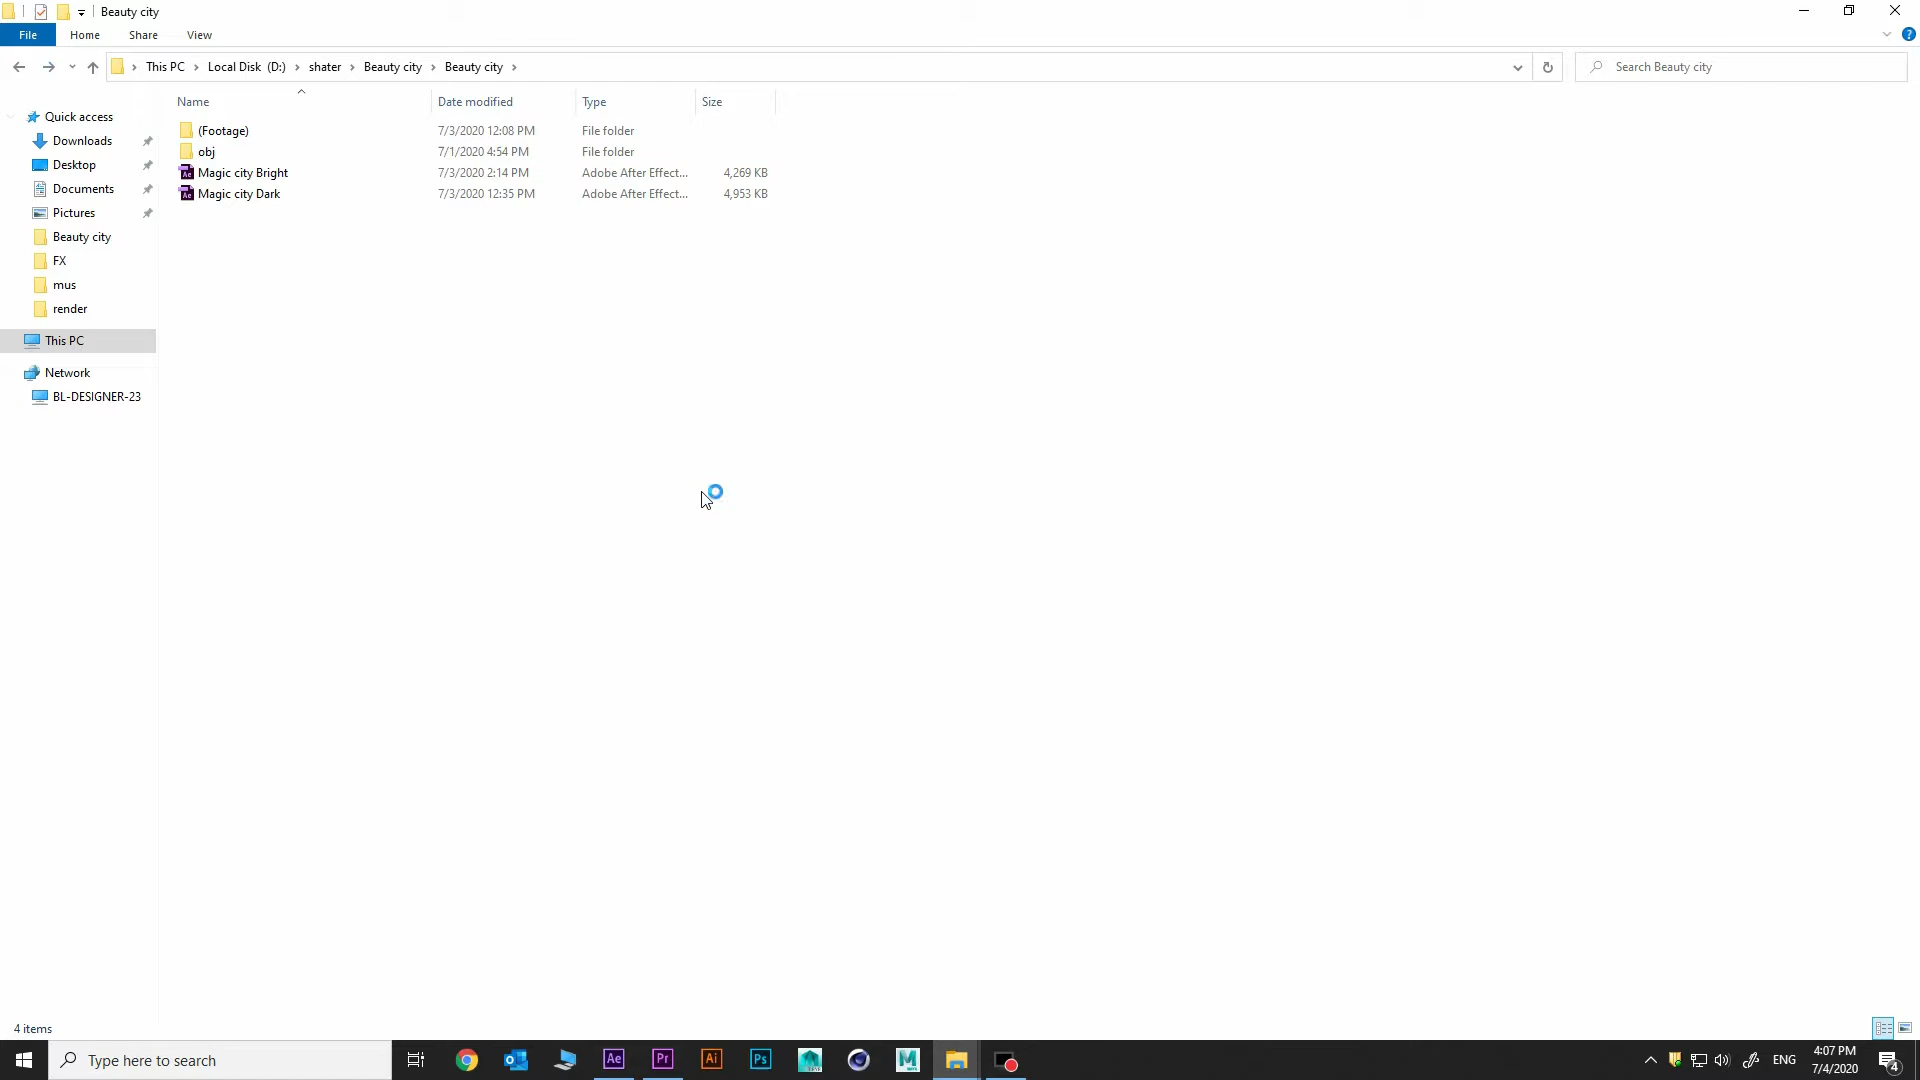 Beauty city
File Home Share View
This PC Local Disk (D:) shater Beauty city Beauty city
Search Beauty city
Name Date modified Type Size
Quick access
Downloads
Desktop
Documents
Pictures
Beauty city
FX
mus
render
This PC
Network
BL-DESIGNER-23
(Footage) 7/3/2020 12:08 PM File folder
obj 7/1/2020 4:54 PM File folder
Magic city Bright 7/3/2020 2:14 PM Adobe After Effect... 4,269 KB
Magic city Dark 7/3/2020 12:35 PM Adobe After Effect... 4,953 KB
4 items
Type here to search
Ae Pr Ai Ps M
ENG
4:07 PM
7/4/2020
4